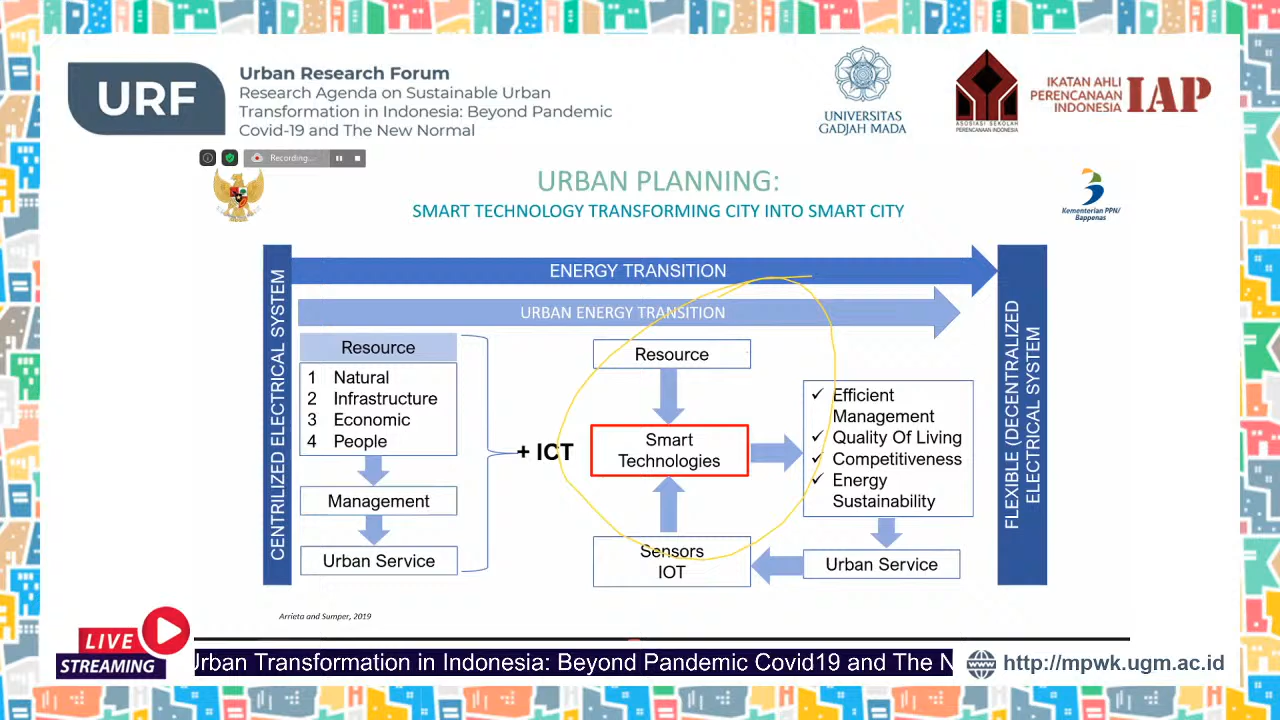 URF
Urban Research Forum
Research Agenda on Sustainable Urban
Transformation in Indonesia: Beyond Pandemic
Covid-19 and The New Normal
UNIVERSITAS
GADJAH MADA
ASOSIASI SEKOLAH
PERENCANAAN INDONESIA
IKATAN AHLI
PERENCANAAN
INDONESIA
IAP
Recording...
URBAN PLANNING:
SMART TECHNOLOGY TRANSFORMING CITY INTO SMART CITY
Kementerian PPN/
Bappenas
CENTRILIZED ELECTRICAL SYSTEM
ENERGY TRANSITION
URBAN ENERGY TRANSITION
Resource
1 Natural
2 Infrastructure
3 Economic
4 People
Management
Urban Service
+ ICT
Resource
Smart
Technologies
Sensors
IOT
✓ Efficient
Management
✓ Quality Of Living
✓ Competitiveness
✓ Energy
Sustainability
Urban Service
FLEXIBLE (DECENTRALIZED
ELECTRICAL SYSTEM
Arrieta and Sumper, 2019
LIVE
STREAMING
Urban Transformation in Indonesia: Beyond Pandemic Covid19 and The N
http://mpwk.ugm.ac.id